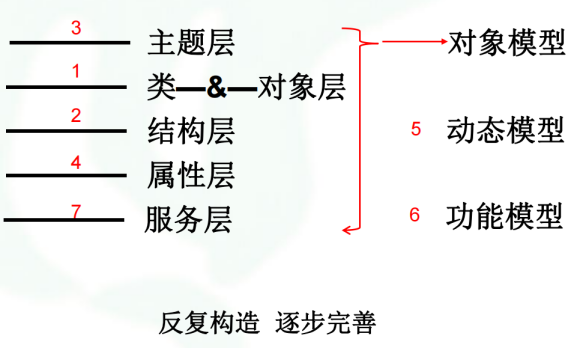 3 主题层 对象模型
1 类—&—对象层
2 结构层 5 动态模型
4 属性层
7 服务层 6 功能模型
反复构造 逐步完善